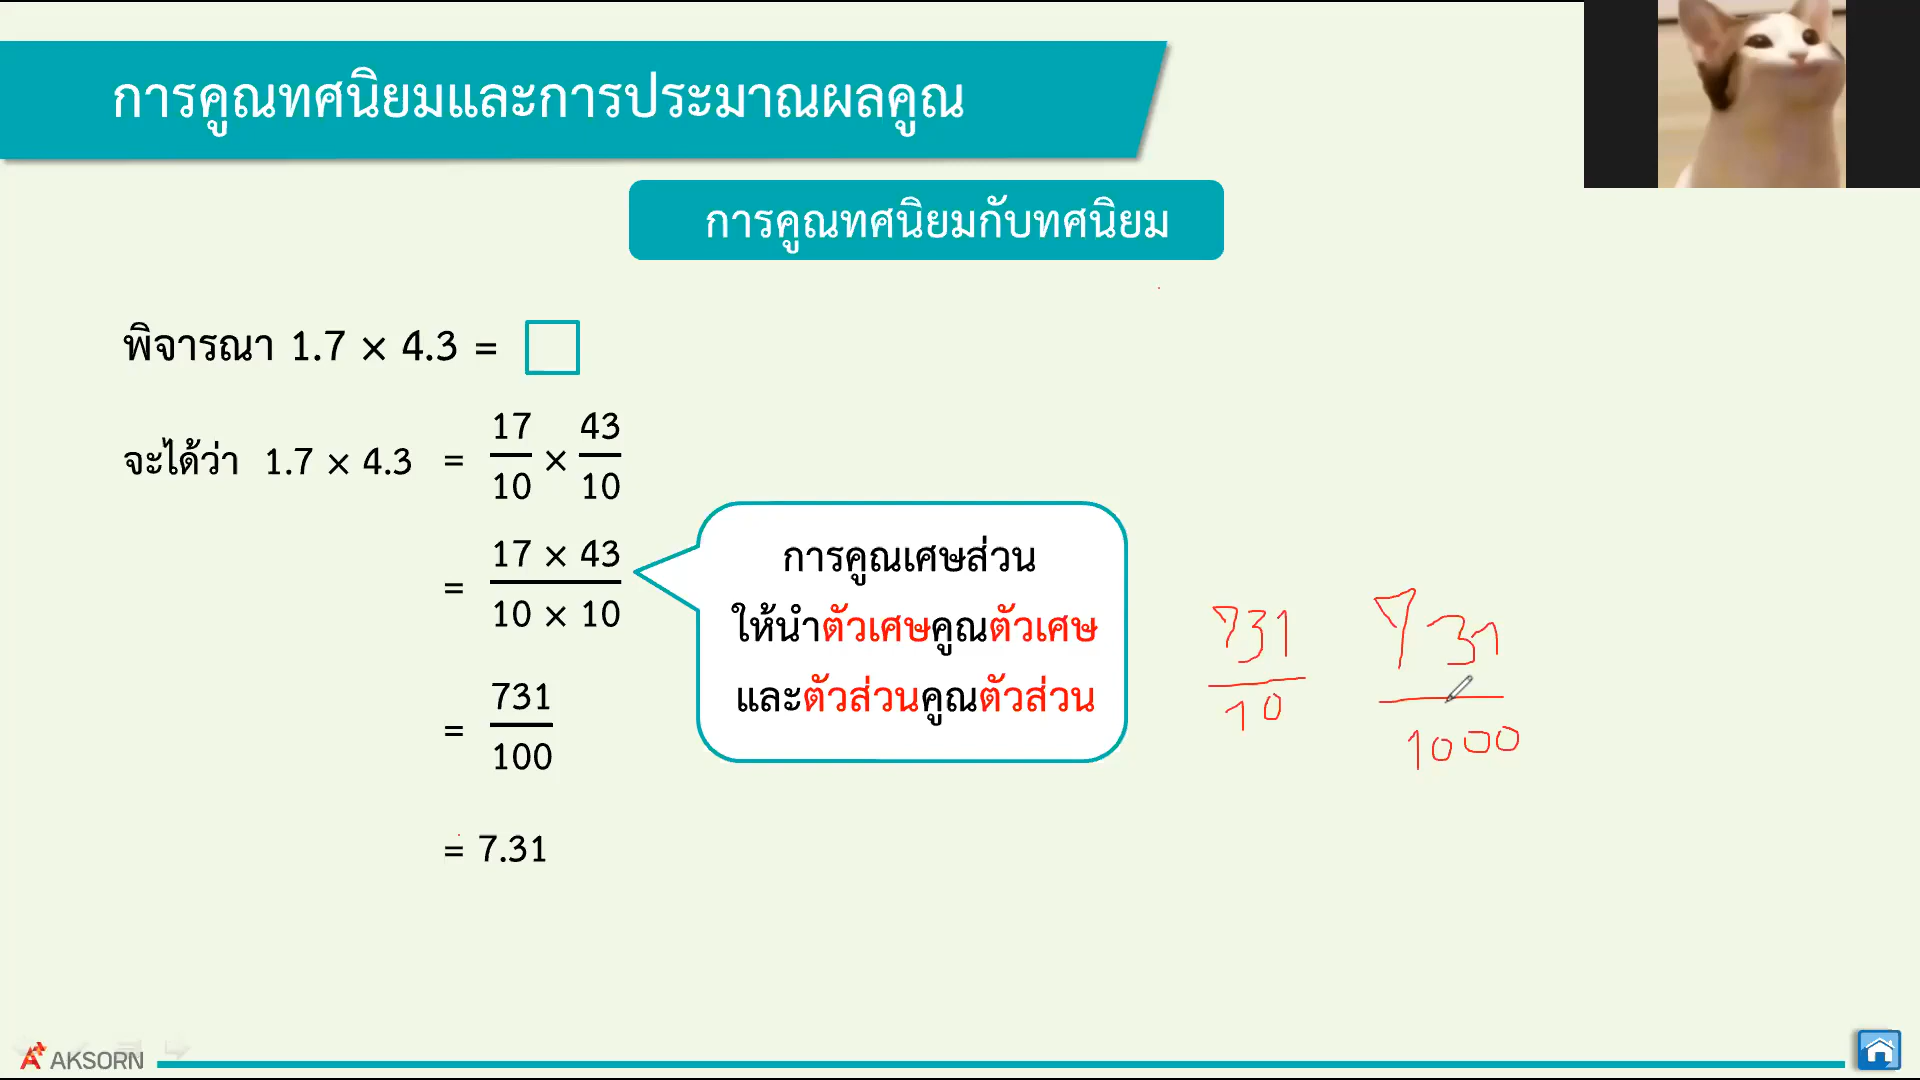 การคูณทศนิยมและการประมาณผลคูณ
การคูณทศนิยมกับทศนิยม
พิจารณา 1.7 × 4.3 =
จะได้ว่า 1.7 × 4.3 = 17/10 × 43/10
= 17 × 43 / 10 × 10
= 731/100
= 7.31
การคูณเศษส่วน
ให้นำตัวเศษคูณตัวเศษ
และตัวส่วนคูณตัวส่วน
731/10
731/1000
AKSORN